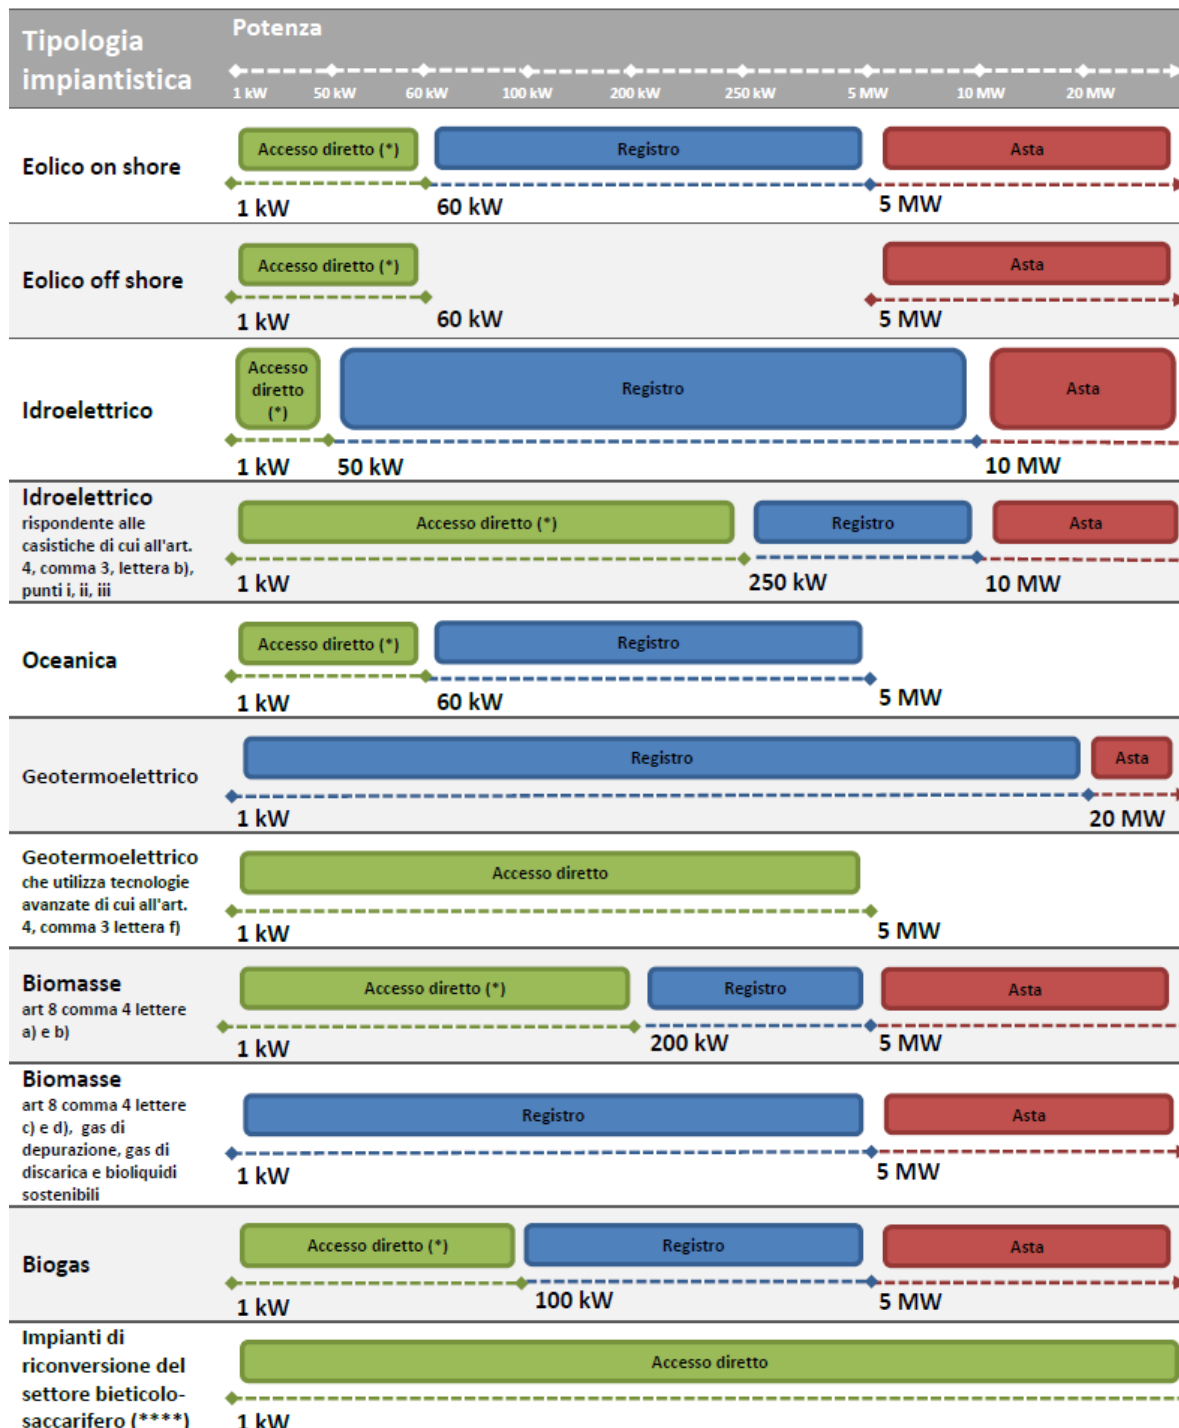 Tipologia
impiantistica
Potenza
1 kW 50 kW 60 kW 100 kW 200 kW 250 kW 5 MW 10 MW 20 MW
Eolico on shore
Accesso diretto (*) Registro Asta
1 kW 60 kW 5 MW
Eolico off shore
Accesso diretto (*) Asta
1 kW 60 kW 5 MW
Idroelettrico
Accesso
diretto
(*)
Registro Asta
1 kW 50 kW 10 MW
Idroelettrico
rispondente alle
casistiche di cui all'art.
4, comma 3, lettera b),
punti i, ii, iii
Accesso diretto (*) Registro Asta
1 kW 250 kW 10 MW
Oceanica
Accesso diretto (*) Registro
1 kW 60 kW 5 MW
Geotermoelettrico
Registro Asta
1 kW 20 MW
Geotermoelettrico
che utilizza tecnologie
avanzate di cui all'art.
4, comma 3 lettera f)
Accesso diretto
1 kW 5 MW
Biomasse
art 8 comma 4 lettere
a) e b)
Accesso diretto (*) Registro Asta
1 kW 200 kW 5 MW
Biomasse
art 8 comma 4 lettere
c) e d), gas di
depurazione, gas di
discarica e bioliquidi
sostenibili
Registro Asta
1 kW 5 MW
Biogas
Accesso diretto (*) Registro Asta
1 kW 100 kW 5 MW
Impianti di
riconversione del
settore bieticolo-
saccarifero (****)
Accesso diretto
1 kW